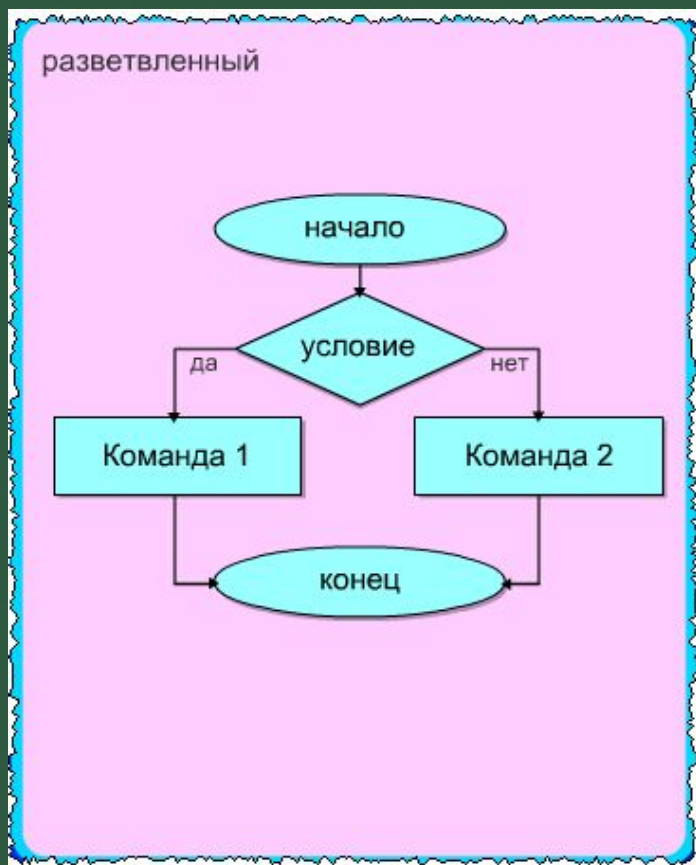 разветвленный
начало
условие
да
нет
Команда 1
Команда 2
конец